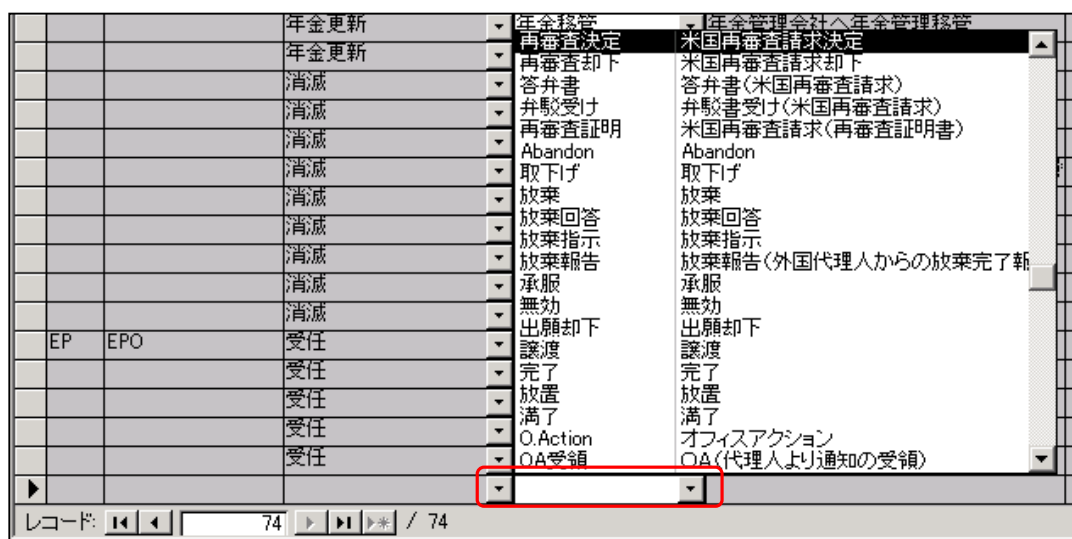 年金更新 年金移管 年金管理会社へ年金管理移管
再審査決定 米国再審査請求決定
年金更新
再審査却下 米国再審査請求却下
消滅 答弁書 答弁書(米国再審査請求)
消滅 弁駁受け 弁駁書受け(米国再審査請求)
再審査証明 米国再審査請求(再審査証明書)
消滅
Abandon Abandon
消滅 取下げ 取下げ
消滅 放棄 放棄
放棄回答 放棄回答
消滅
放棄指示 放棄指示
消滅 放棄報告 放棄報告(外国代理人からの放棄完了報
消滅 承服 承服
消滅 無効 無効
出願却下 出願却下
EP EPO 受任
譲渡 譲渡
受任 完了 完了
受任 放置 放置
満了 満了
受任
O.Action オフィスアクション
受任 OA受領 OA(代理人より通知の受領)
レコード: 74 / 74